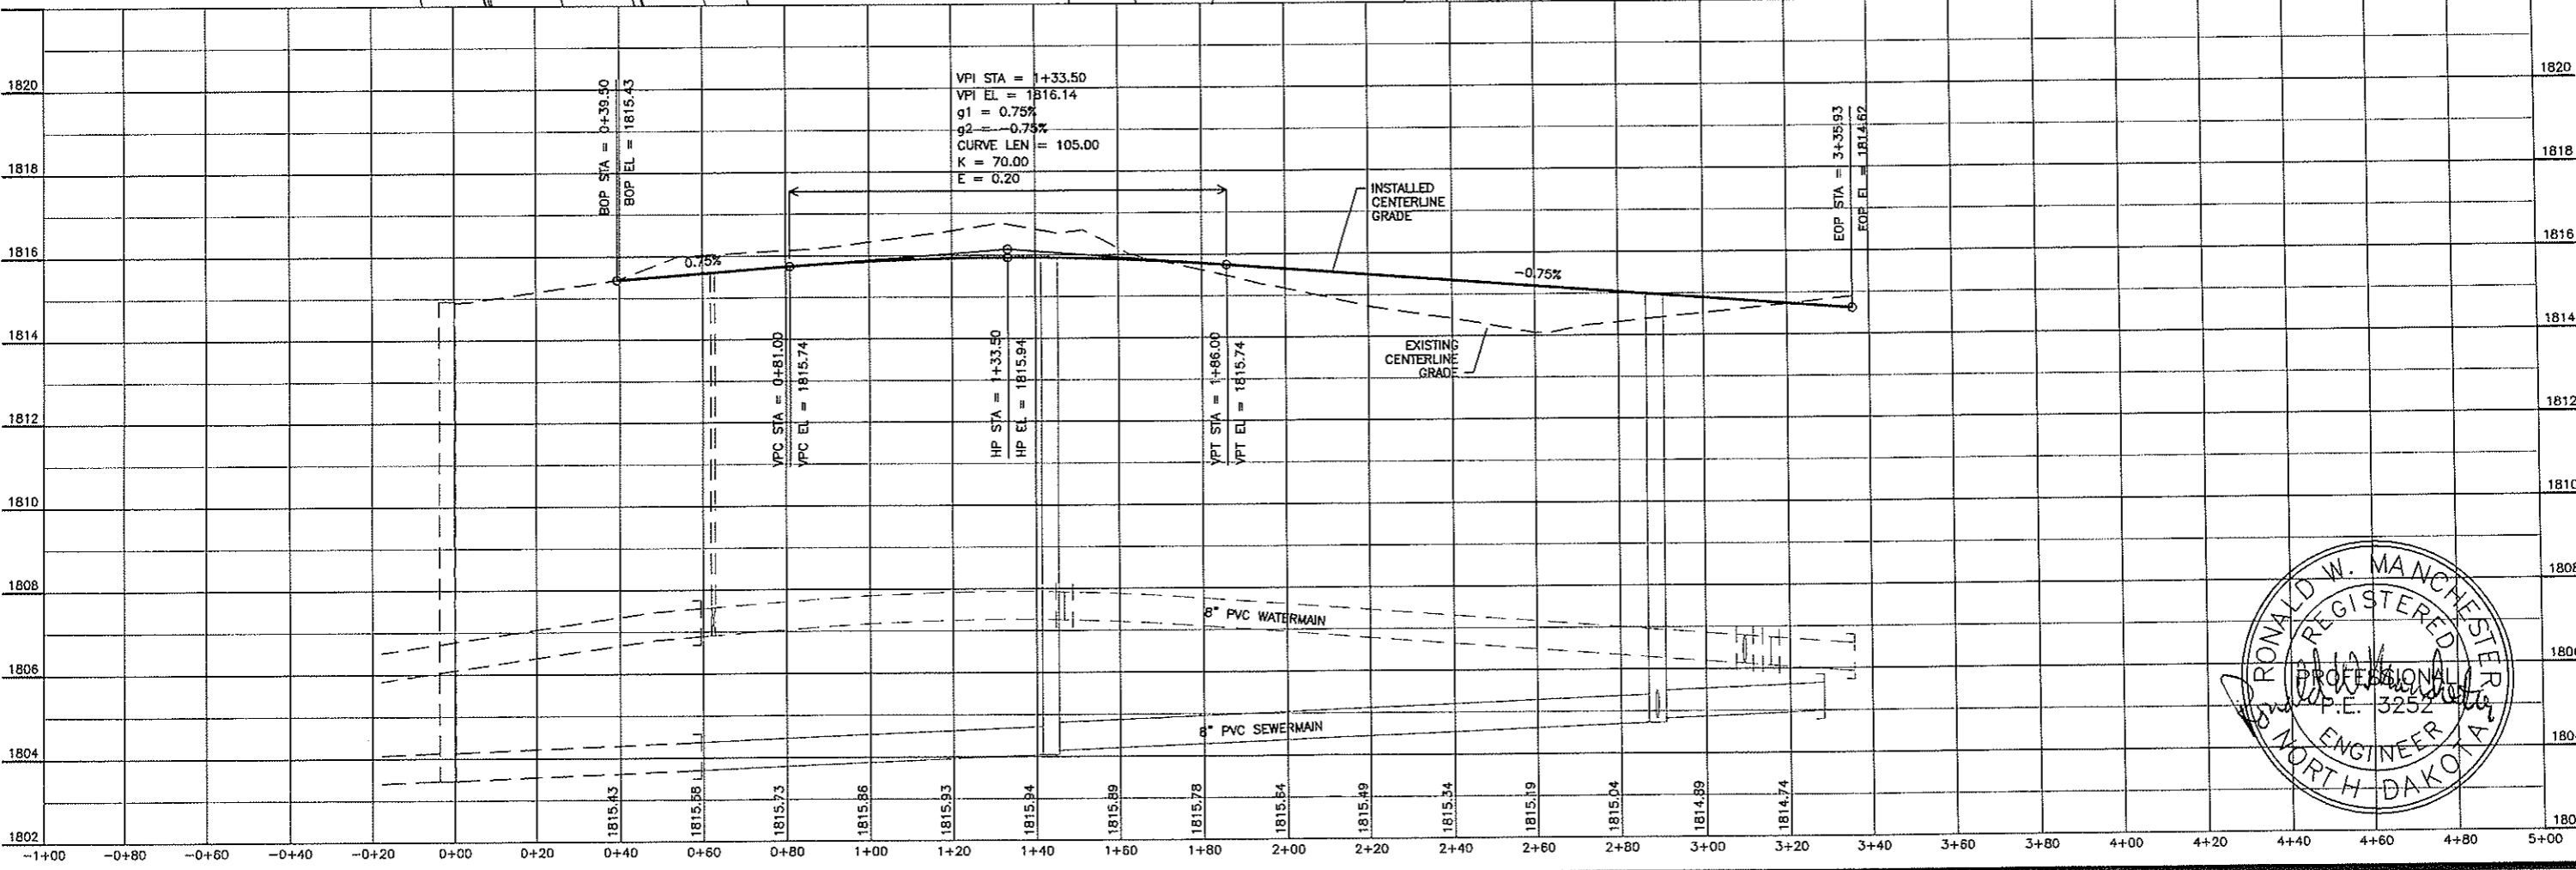 BOP STA = 0+39.50
BOP EL = 1815.43
VPI STA = 1+33.50
VPI EL = 1816.14
g1 = 0.75%
g2 = -0.75%
CURVE LEN = 105.00
K = 70.00
E = 0.20
EOP STA = 3+35.93
EOP EL = 1814.62
1820
1818
1816
1814
1812
1810
1808
1806
1804
1802
1820
1818
1816
1814
1812
1810
0.75%
INSTALLED
CENTERLINE
GRADE
-0.75%
EXISTING
CENTERLINE
GRADE
VPC STA = 0+81.00
VPC EL = 1815.74
HP STA = 1+33.50
HP EL = 1815.94
VPT STA = 1+86.00
VPT EL = 1815.74
8" PVC WATERMAIN
8" PVC SEWERMAIN
RONALD W. MANCHESTER
REGISTERED
PROFESSIONAL
P.E. 3252
ENGINEER
NORTH DAKOTA
1815.43
1815.58
1815.73
1815.86
1815.93
1815.94
1815.89
1815.78
1815.64
1815.49
1815.34
1815.19
1815.04
1814.89
1814.74
-1+00 -0+80 -0+60 -0+40 -0+20 0+00 0+20 0+40 0+60 0+80 1+00 1+20 1+40 1+60 1+80 2+00 2+20 2+40 2+60 2+80 3+00 3+20 3+40 3+60 3+80 4+00 4+20 4+40 4+60 4+80 5+00